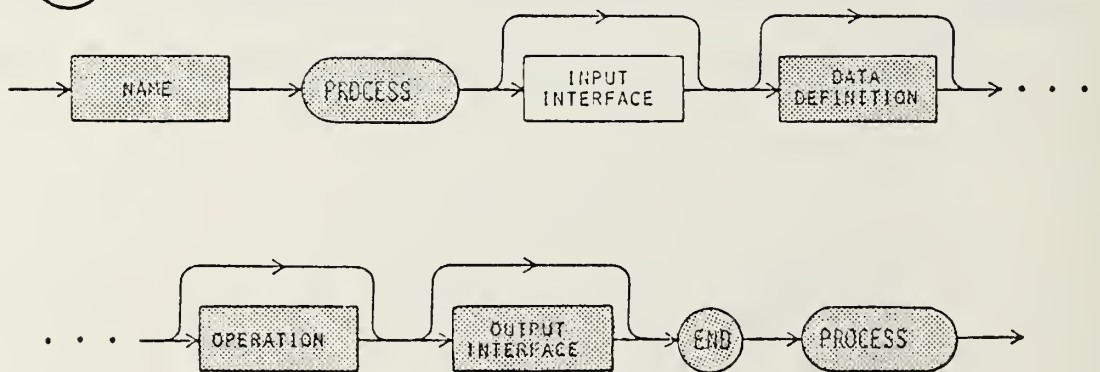 NAME
PROCESS
INPUT
INTERFACE
DATA
DEFINITION
. . . .
. . . .
OPERATION
OUTPUT
INTERFACE
END
PROCESS